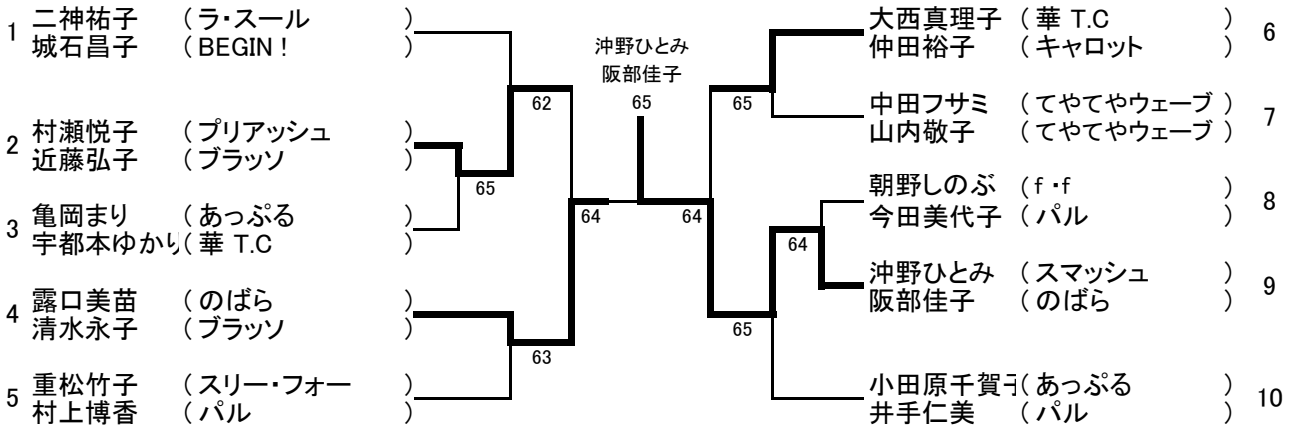 1 二神祐子 (ラ・スール)
城石昌子 (BEGIN !)
2 村瀬悦子 (プリアッシュ)
近藤弘子 (ブラッソ)
3 亀岡まり (あっぷる)
宇都本ゆかり(華 T.C)
4 露口美苗 (のばら)
清水永子 (ブラッソ)
5 重松竹子 (スリー・フォー)
村上博香 (パル)
62
65
63
64
沖野ひとみ
阪部佳子
65
64
65
64
65
大西真理子 (華 T.C) 6
仲田裕子 (キャロット)
中田フサミ (てやてやウェーブ) 7
山内敬子 (てやてやウェーブ)
朝野しのぶ (f・f) 8
今田美代子 (パル)
沖野ひとみ (スマッシュ) 9
阪部佳子 (のばら)
小田原千賀子(あっぷる) 10
井手仁美 (パル)